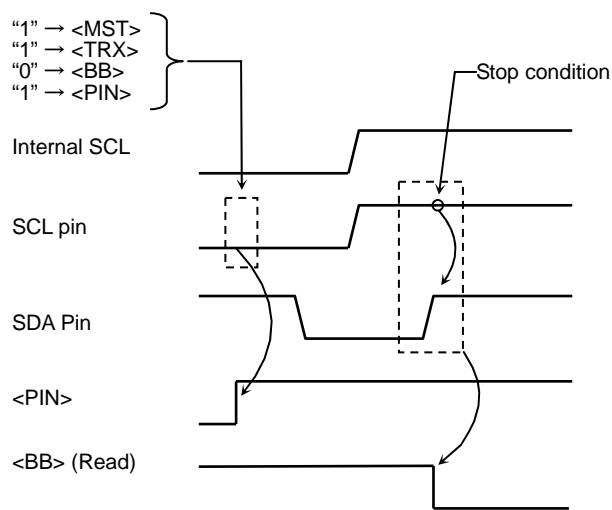 “1” → <MST>
“1” → <TRX>
“0” → <BB>
“1” → <PIN>
Stop condition
Internal SCL
SCL pin
SDA Pin
<PIN>
<BB> (Read)